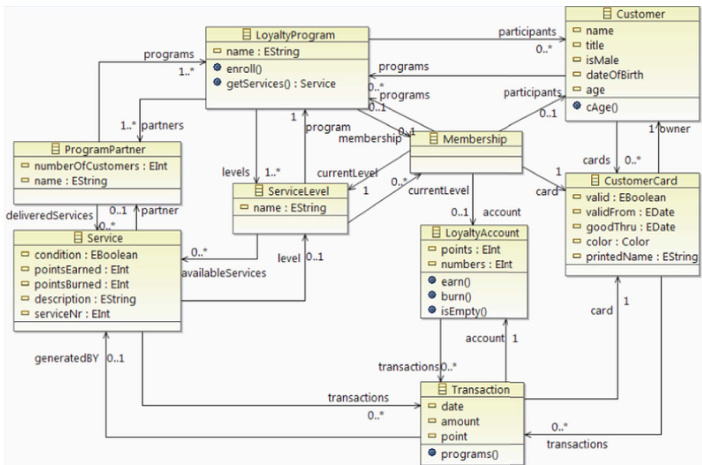 LoyaltyProgram
name : EString
enroll()
getServices() : Service
Customer
name
title
isMale
dateOfBirth
age
cAge()
participants
0..*
programs
0..*
programs
1..*
programs
0..1
participants
0..1
membership
0..1
Membership
1..* partners
ProgramPartner
numberOfCustomers : EInt
name : EString
levels
1..*
1
program
currentLevel
1
0..*
currentLevel
1
card
cards
0..*
1 owner
ServiceLevel
name : EString
CustomerCard
valid : EBoolean
validFrom : EDate
goodThru : EDate
color : Color
printedName : EString
deliveredServices
0..*
0..1
partner
Service
condition : EBoolean
pointsEarned : EInt
pointsBurned : EInt
description : EString
serviceNr : EInt
0..*
availableServices
level
0..1
0..1
account
LoyaltyAccount
points : EInt
numbers : EInt
earn()
burn()
isEmpty()
generatedBY
0..1
transactions
0..*
transactions 0..*
account
1
card
1
Transaction
date
amount
point
programs()
0..*
transactions